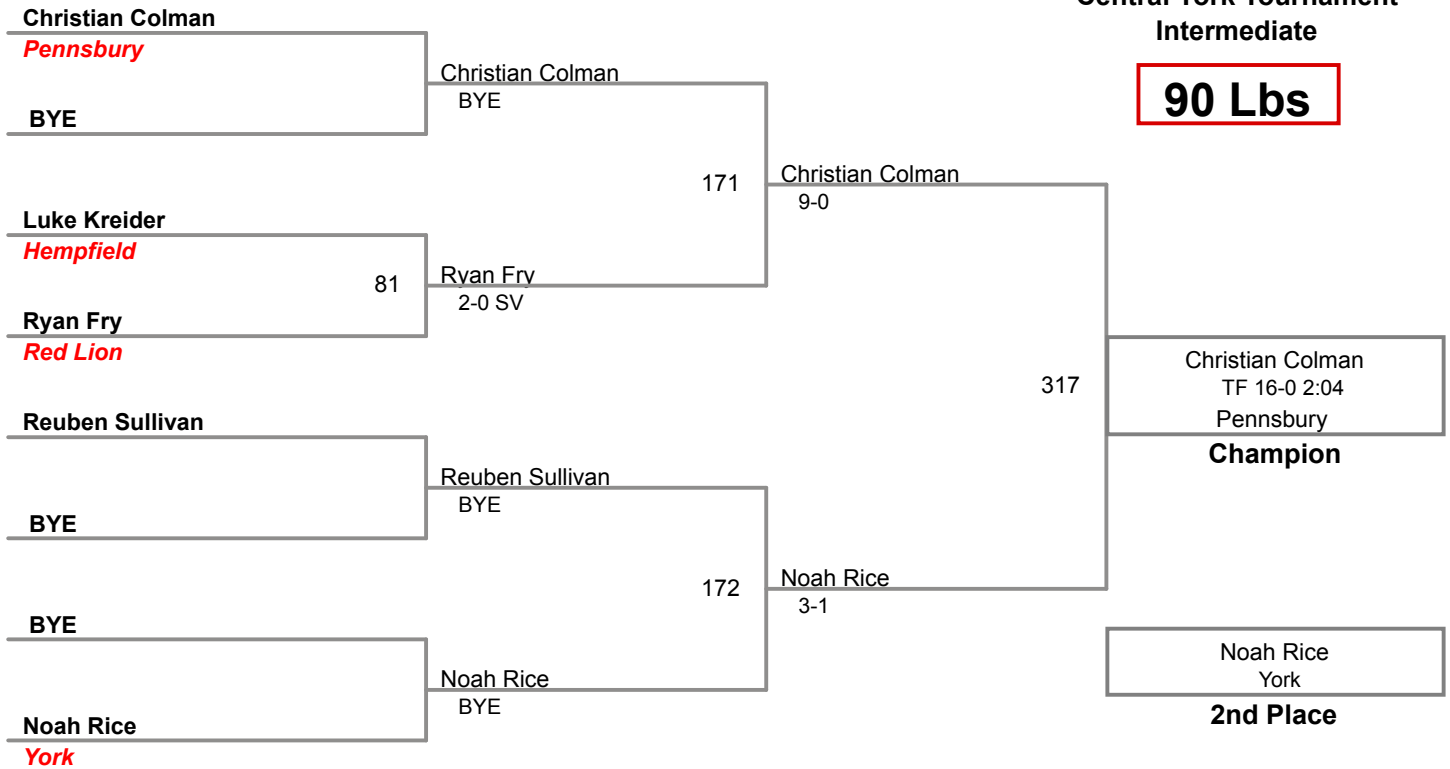 Central York Tournament
Intermediate
90 Lbs
Christian Colman
Pennsbury
BYE
Luke Kreider
Hempfield
81
Ryan Fry
Red Lion
Reuben Sullivan
BYE
BYE
Noah Rice
York
Christian Colman
BYE
171
Ryan Fry
2-0 SV
Reuben Sullivan
BYE
172
Noah Rice
BYE
Christian Colman
9-0
317
Noah Rice
3-1
Christian Colman
TF 16-0 2:04
Pennsbury
Champion
Noah Rice
York
2nd Place